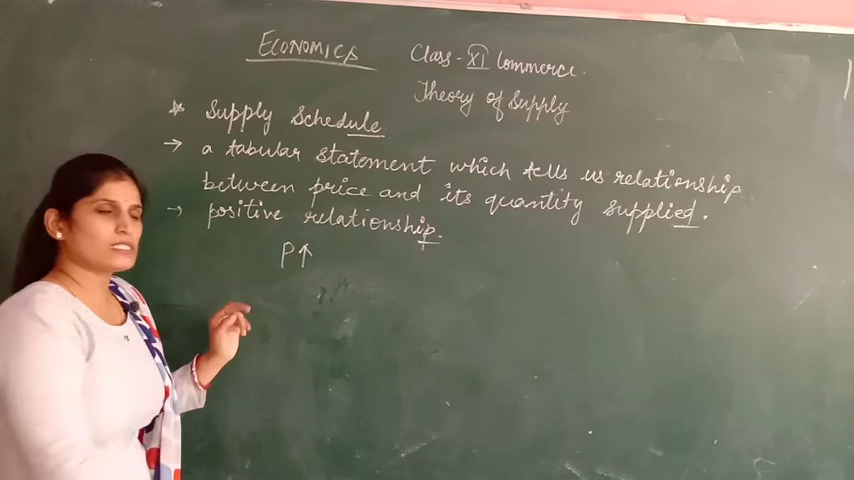 Economics Class - XI Commerce.
Theory of Supply
* Supply Schedule
→ a tabular statement which tells us relationship
between price and its quantity supplied.
→ positive relationship.
P↑